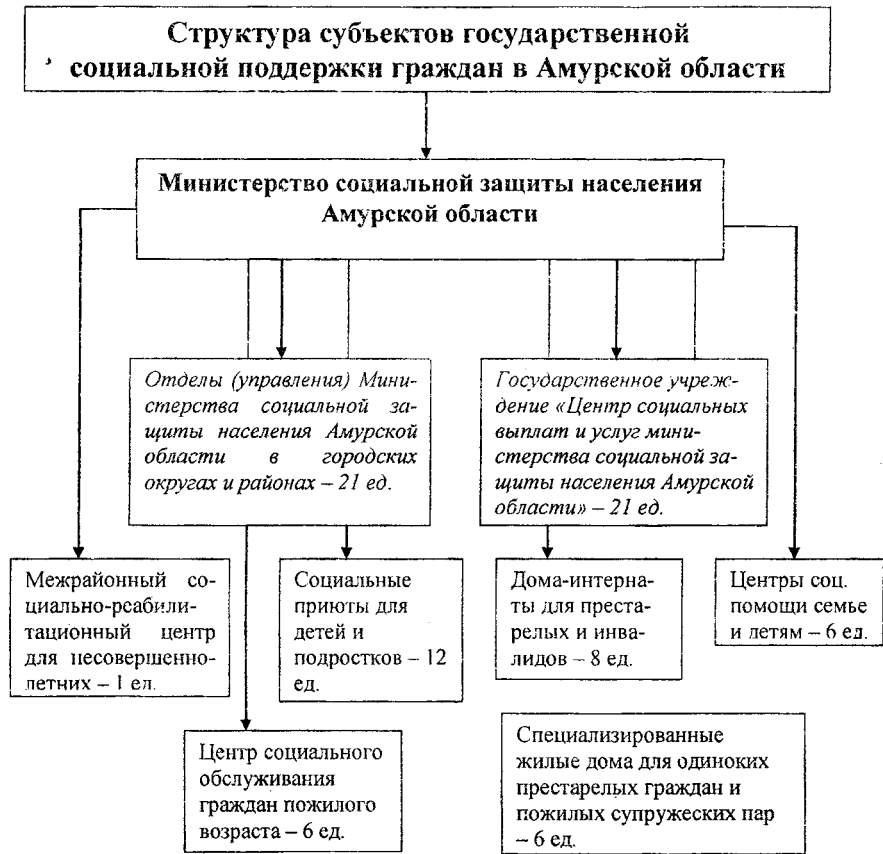 Структура субъектов государственной
социальной поддержки граждан в Амурской области
Министерство социальной защиты населения
Амурской области
Отделы (управления) Мини-
стерства социальной за-
щиты населения Амурской
области в городских
округах и районах – 21 ед.
Государственное учреж-
дение «Центр социальных
выплат и услуг мини-
стерства социальной за-
щиты населения Амурской
области» – 21 ед.
Межрайонный со-
циально-реабили-
тационный центр
для несовершенно-
летних – 1 ед.
Социальные
приюты для
детей и
подростков – 12
ед.
Дома-интерна-
ты для преста-
релых и инва-
лидов – 8 ед.
Центры соц.
помощи семье
и детям – 6 ед.
Центр социального
обслуживания
граждан пожилого
возраста – 6 ед.
Специализированные
жилые дома для одиноких
престарелых граждан и
пожилых супружеских пар
– 6 ед.